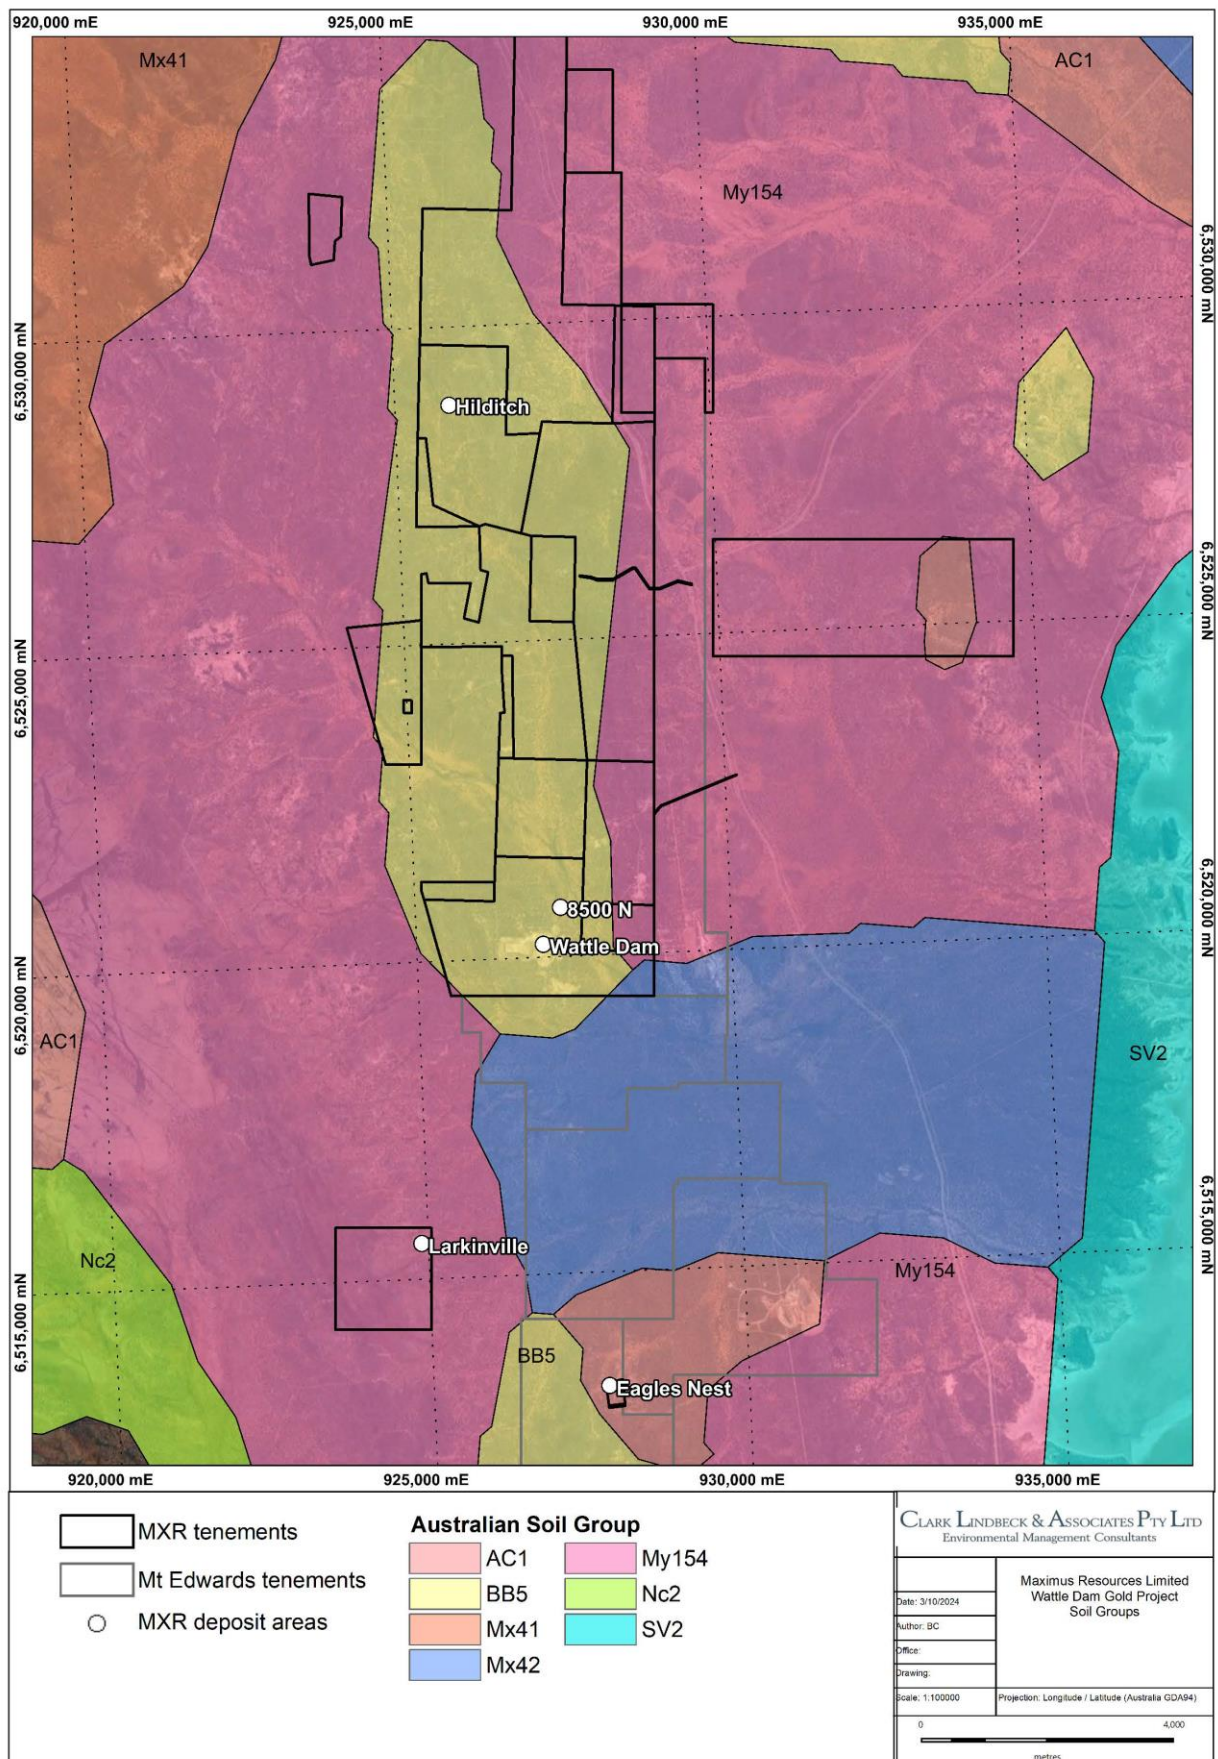 920,000 mE
925,000 mE
930,000 mE
935,000 mE
Mx41
AC1
My154
6,530,000 mN
6,530,000 mN
Hilditch
6,525,000 mN
6,525,000 mN
8500 N
Wattle Dam
6,520,000 mN
6,520,000 mN
AC1
SV2
Larkinville
Nc2
My154
6,515,000 mN
6,515,000 mN
BB5
Eagles Nest
920,000 mE
925,000 mE
930,000 mE
935,000 mE
MXR tenements
Mt Edwards tenements
MXR deposit areas
Australian Soil Group
AC1
BB5
Mx41
Mx42
My154
Nc2
SV2
CLARK LINDBECK & ASSOCIATES PTY LTD
Environmental Management Consultants
Maximus Resources Limited
Wattle Dam Gold Project
Soil Groups
Date: 3/10/2024
Author: BC
Office:
Drawing:
Scale: 1:100000
Projection: Longitude / Latitude (Australia GDA94)
0
4,000
metres